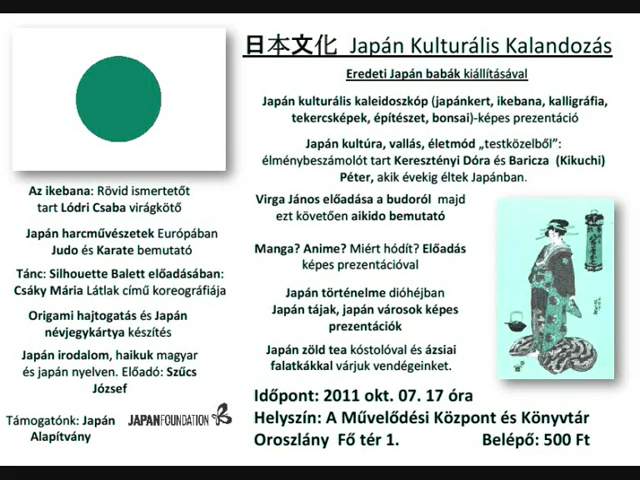 日本文化 Japán Kulturális Kalandozás
Eredeti Japán babák kiállításával
Japán kulturális kaleidoszkóp (japánkert, ikebana, kalligráfia,
tekercsképek, építészet, bonsai)-képes prezentáció
Japán kultúra, vallás, életmód „testközelből”:
élménybeszámolót tart Keresztényi Dóra és Baricza (Kikuchi)
Péter, akik évekig éltek Japánban.
Virga János előadása a budoról majd
ezt követően aikido bemutató
Manga? Anime? Miért hódít? Előadás
képes prezentációval
Japán történelme dióhéjban
Japán tájak, japán városok képes
prezentációk
Japán zöld tea kóstolóval és ázsiai
falatkákkal várjuk vendégeinket.
Az ikebana: Rövid ismertetőt
tart Lódri Csaba virágkötő
Japán harcművészetek Európában
Judo és Karate bemutató
Tánc: Silhouette Balett előadásában:
Csáky Mária Látlak című koreográfiája
Origami hajtogatás és Japán
névjegykártya készítés
Japán irodalom, haikuk magyar
és japán nyelven. Előadó: Szűcs
József
Támogatónk: Japán
Alapítvány
JAPANFOUNDATION
Időpont: 2011 okt. 07. 17 óra
Helyszín: A Művelődési Központ és Könyvtár
Oroszlány Fő tér 1. Belépő: 500 Ft